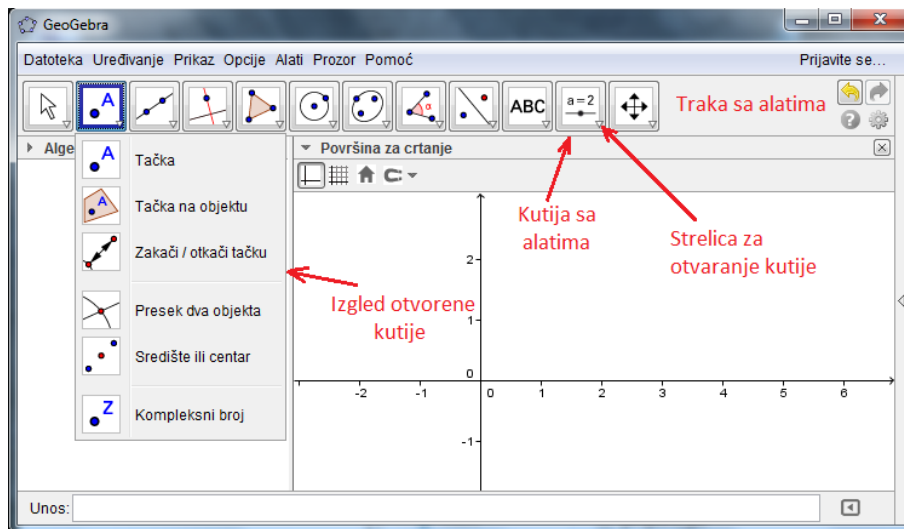 GeoGebra
Datoteka Uređivanje Prikaz Opcije Alati Prozor Pomoć Prijavite se...
A α ABC a=2 Traka sa alatima
Alge Površina za crtanje
A Tačka
A Tačka na objektu
Zakači / otkači tačku
Presek dva objekta
Središte ili centar
Z Kompleksni broj
Kutija sa
alatima
Strelica za
otvaranje kutije
Izgled otvorene
kutije
2
1
0
-2 -1 0 1 2 3 4 5 6
-1
Unos: